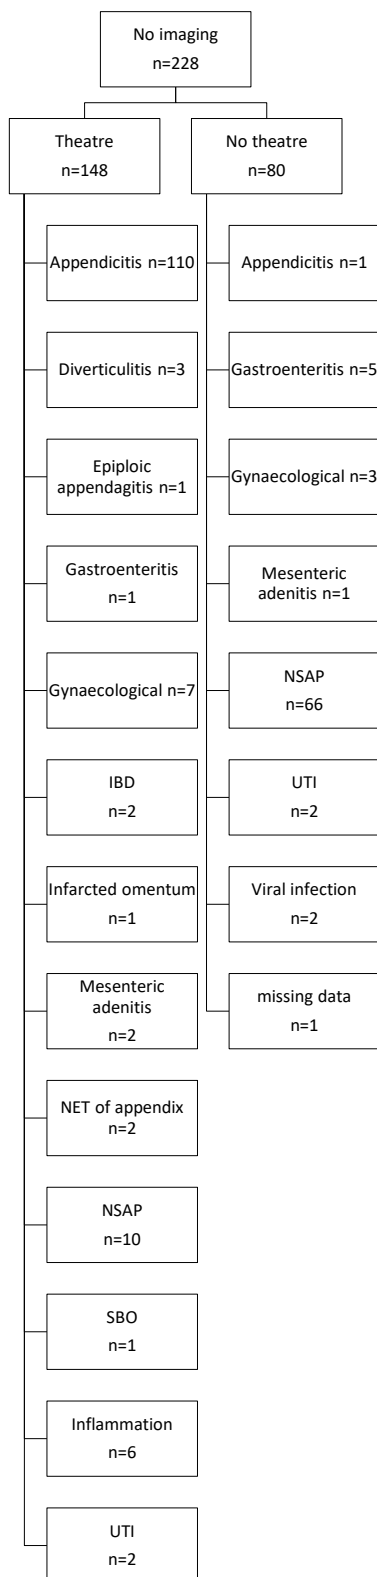 No imaging
n=228
Theatre
n=148
No theatre
n=80
Appendicitis n=110
Diverticulitis n=3
Epiploic
appendagitis n=1
Gastroenteritis
n=1
Gynaecological n=7
IBD
n=2
Infarcted omentum
n=1
Mesenteric
adenitis
n=2
NET of appendix
n=2
NSAP
n=10
SBO
n=1
Inflammation
n=6
UTI
n=2
Appendicitis n=1
Gastroenteritis n=5
Gynaecological n=3
Mesenteric
adenitis n=1
NSAP
n=66
UTI
n=2
Viral infection
n=2
missing data
n=1